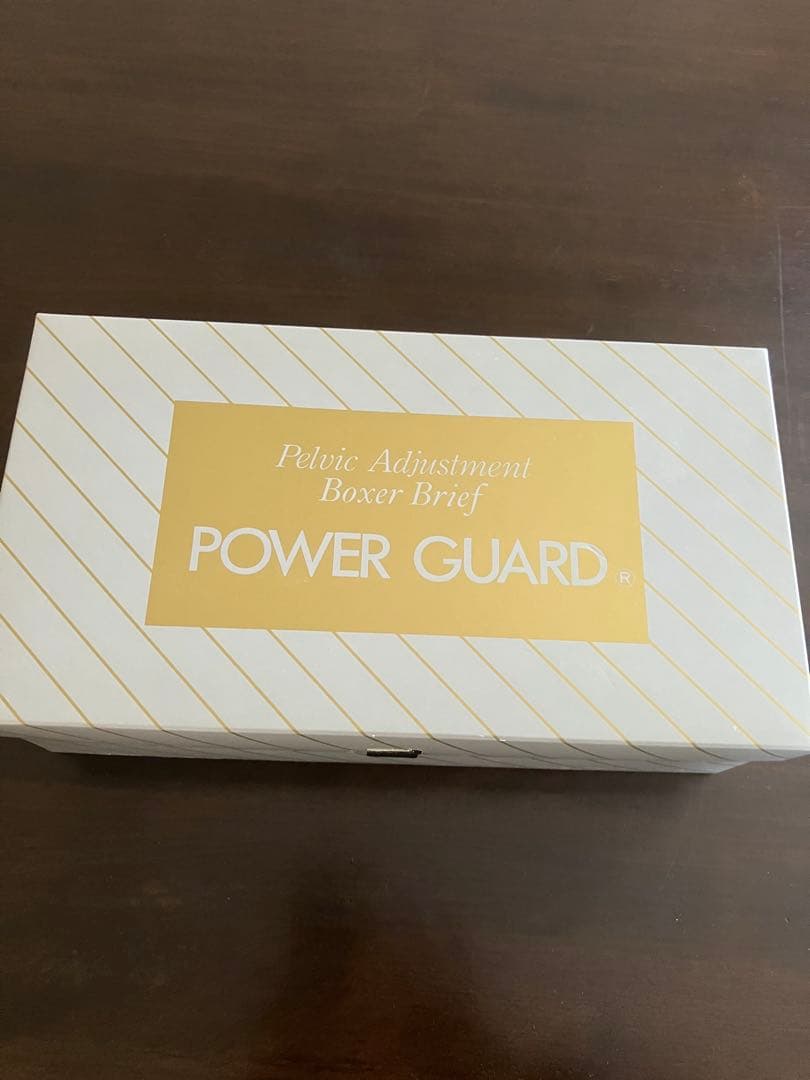 Pelvic Adjustment
Boxer Brief
POWER GUARD ®